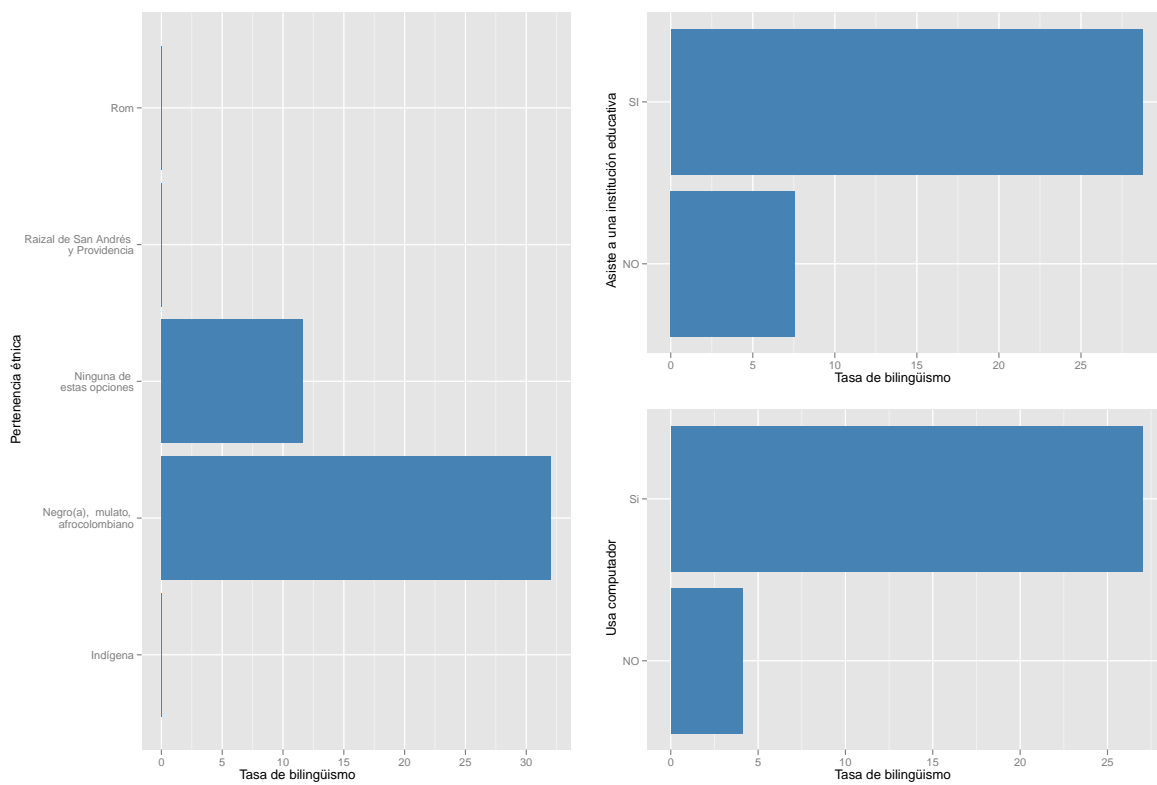 Pertenencia étnica
Rom
Raizal de San Andrés
y Providencia
Ninguna de
estas opciones
Negro(a),  mulato,
afrocolombiano
Indígena
0 5 10 15 20 25 30
Tasa de bilingüismo
Asiste a una institución educativa
SI
NO
0 5 10 15 20 25
Tasa de bilingüismo
Usa computador
Si
NO
0 5 10 15 20 25
Tasa de bilingüismo